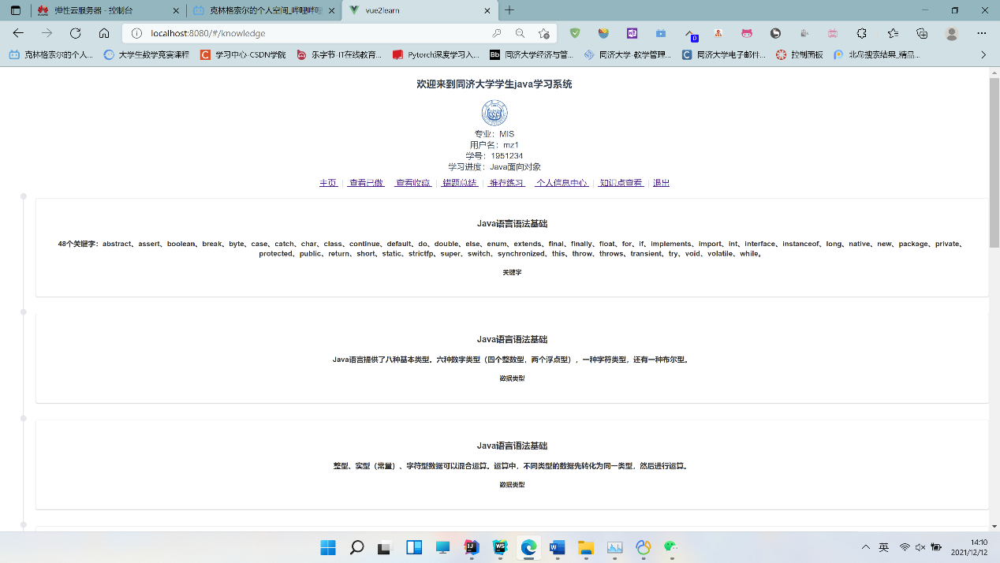 弹性云服务器 - 控制台
克林格索尔的个人空间_哔哩哔哩
vue2learn
localhost:8080/#/knowledge
0
克林格索尔的个人...
大学生数学竞赛课程
学习中心-CSDN学院
乐字节-IT在线教育...
Pytorch深度学习入...
Bb 同济大学经济与管...
同济大学-教学管理...
同济大学电子邮件...
控制面板
北晶搜索结果_精品...
欢迎来到同济大学学生java学习系统
专业：MIS
用户名：mz1
学号：1951234
学习进度：Java面向对象
主页 | 查看已做 | 查看收藏 | 错题总结 | 推荐练习 | 个人信息中心 | 知识点查看 | 退出
Java语言语法基础
48个关键字：abstract、assert、boolean、break、byte、case、catch、char、class、continue、default、do、double、else、enum、extends、final、finally、float、for、if、implements、import、int、interface、instanceof、long、native、new、package、private、
protected、public、return、short、static、strictfp、super、switch、synchronized、this、throw、throws、transient、try、void、volatile、while。
关键字
Java语言语法基础
Java语言提供了八种基本类型。六种数字类型（四个整数型，两个浮点型），一种字符类型，还有一种布尔型。
数据类型
Java语言语法基础
整型、实型（常量）、字符型数据可以混合运算。运算中，不同类型的数据先转化为同一类型，然后进行运算。
数据类型
英
14:10
2021/12/12